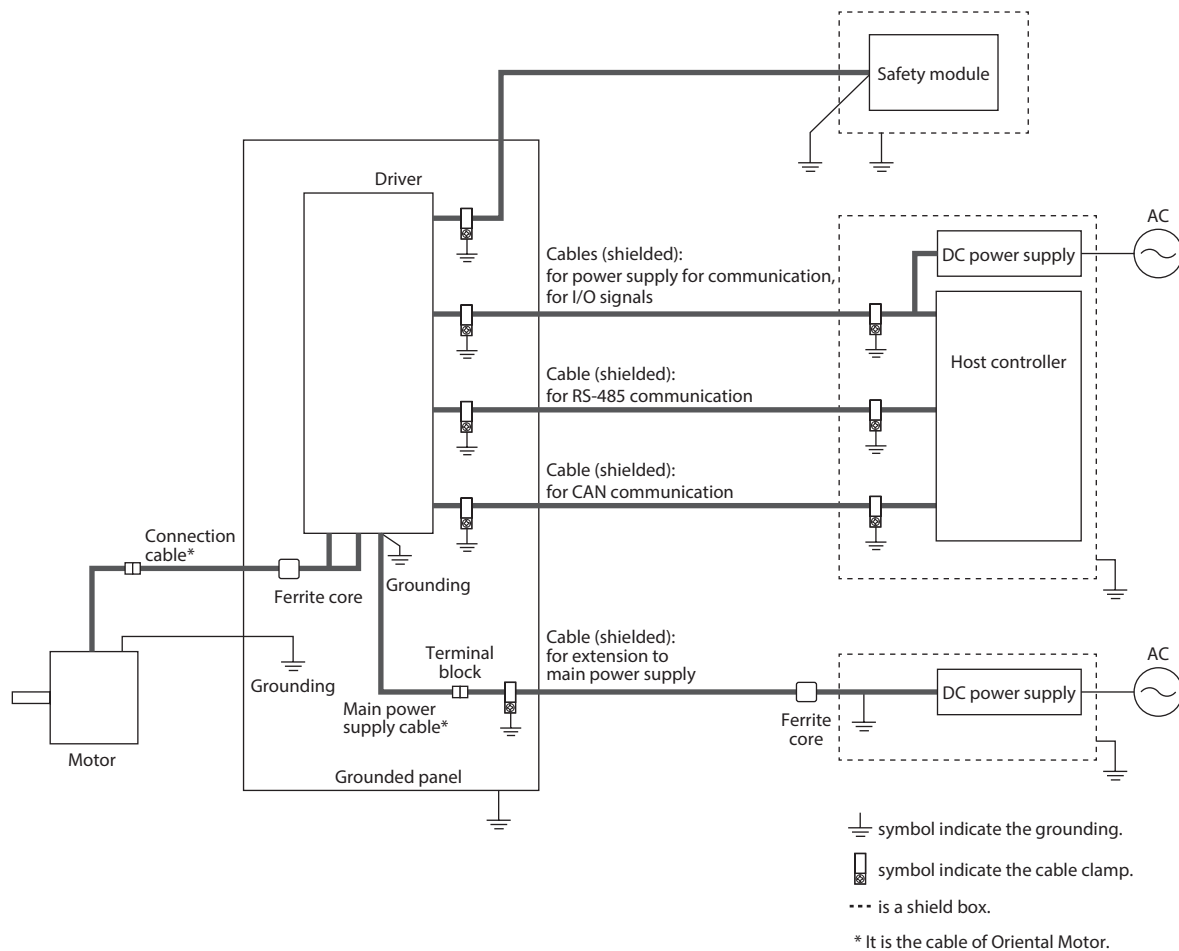 Safety module
Driver
AC
DC power supply
Cables (shielded):
for power supply for communication,
for I/O signals
Host controller
Cable (shielded):
for RS-485 communication
Cable (shielded):
for CAN communication
Connection
cable*
Ferrite core
Grounding
Cable (shielded):
for extension to
main power supply
Terminal
block
Grounding
AC
DC power supply
Main power
supply cable*
Ferrite
core
Motor
Grounded panel
symbol indicate the grounding.
symbol indicate the cable clamp.
is a shield box.
* It is the cable of Oriental Motor.